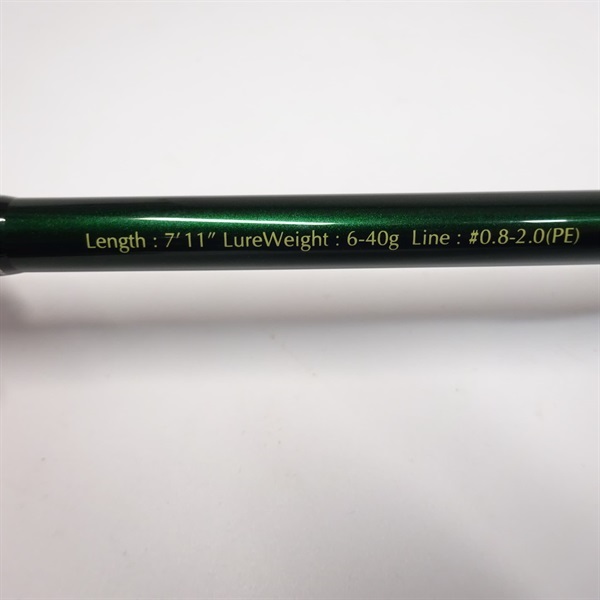 Length : 7'11" LureWeight : 6-40g Line : #0.8-2.0(PE)